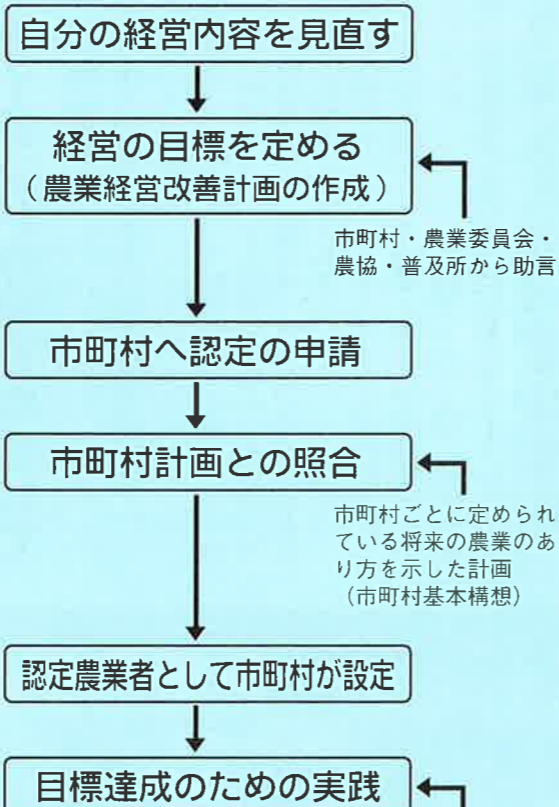 自分の経営内容を見直す
経営の目標を定める
（農業経営改善計画の作成）
市町村・農業委員会・
農協・普及所から助言
市町村へ認定の申請
市町村計画との照合
市町村ごとに定められ
ている将来の農業のあ
り方を示した計画
（市町村基本構想）
認定農業者として市町村が設定
目標達成のための実践